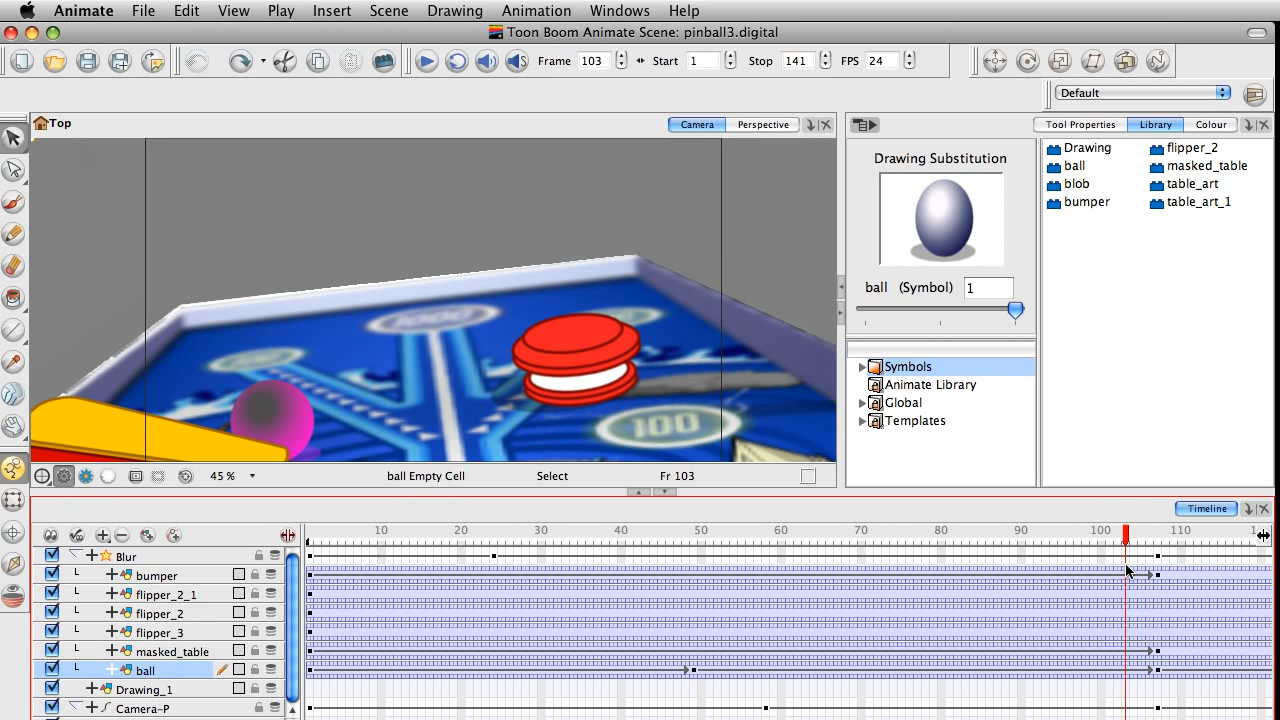 Animate File Edit View Play Insert Scene Drawing Animation Windows Help
Toon Boom Animate Scene: pinball3.digital
Frame 103 Start 1 Stop 141 FPS 24
Default
Top Camera Perspective
Tool Properties Library Colour
Drawing Substitution
ball (Symbol) 1
Drawing flipper_2
ball masked_table
blob table_art
bumper table_art_1
Symbols
Animate Library
Global
Templates
1000
100
45 % ball Empty Cell Select Fr 103
Timeline
10 20 30 40 50 60 70 80 90 100 110
Blur
bumper
flipper_2_1
flipper_2
flipper_3
masked_table
ball
Drawing_1
Camera-P